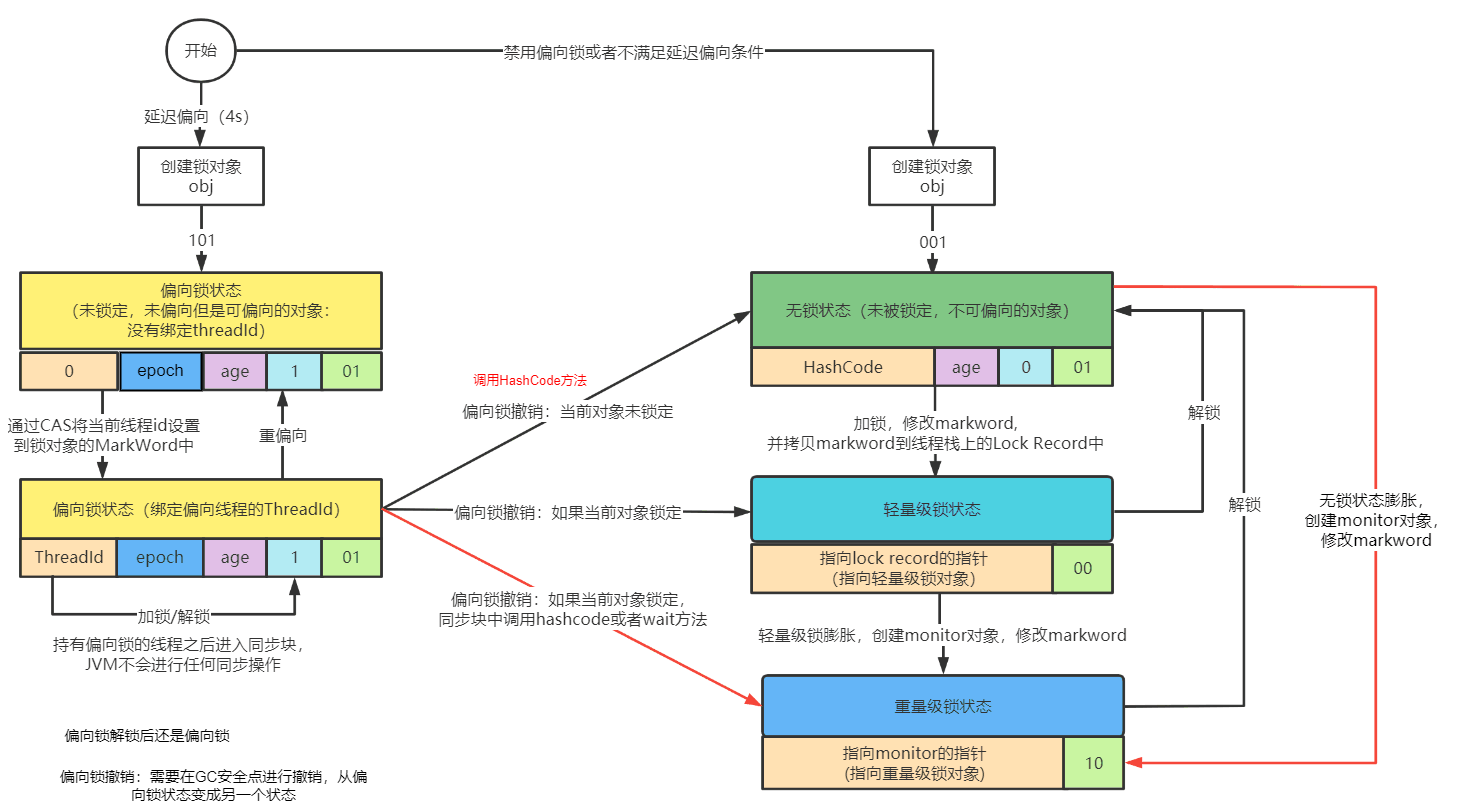 开始
禁用偏向锁或者不满足延迟偏向条件
延迟偏向（4s）
创建锁对象
obj
创建锁对象
obj
101
001
偏向锁状态
（未锁定，未偏向但是可偏向的对象：
没有绑定threadId）
0 epoch age 1 01
无锁状态（未被锁定，不可偏向的对象）
HashCode age 0 01
调用HashCode方法
偏向锁撤销：当前对象未锁定
通过CAS将当前线程id设置
到锁对象的MarkWord中
重偏向
加锁，修改markword，
并拷贝markword到线程栈上的Lock Record中
解锁
偏向锁状态（绑定偏向线程的ThreadId）
ThreadId epoch age 1 01
偏向锁撤销：如果当前对象锁定
轻量级锁状态
指向lock record的指针
(指向轻量级锁对象)
00
解锁
无锁状态膨胀，
创建monitor对象，
修改markword
加锁/解锁
持有偏向锁的线程之后进入同步块，
JVM不会进行任何同步操作
偏向锁撤销：如果当前对象锁定，
同步块中调用hashcode或者wait方法
轻量级锁膨胀，创建monitor对象，修改markword
重量级锁状态
指向monitor的指针
(指向重量级锁对象)
10
偏向锁解锁后还是偏向锁
偏向锁撤销：需要在GC安全点进行撤销，从偏
向锁状态变成另一个状态